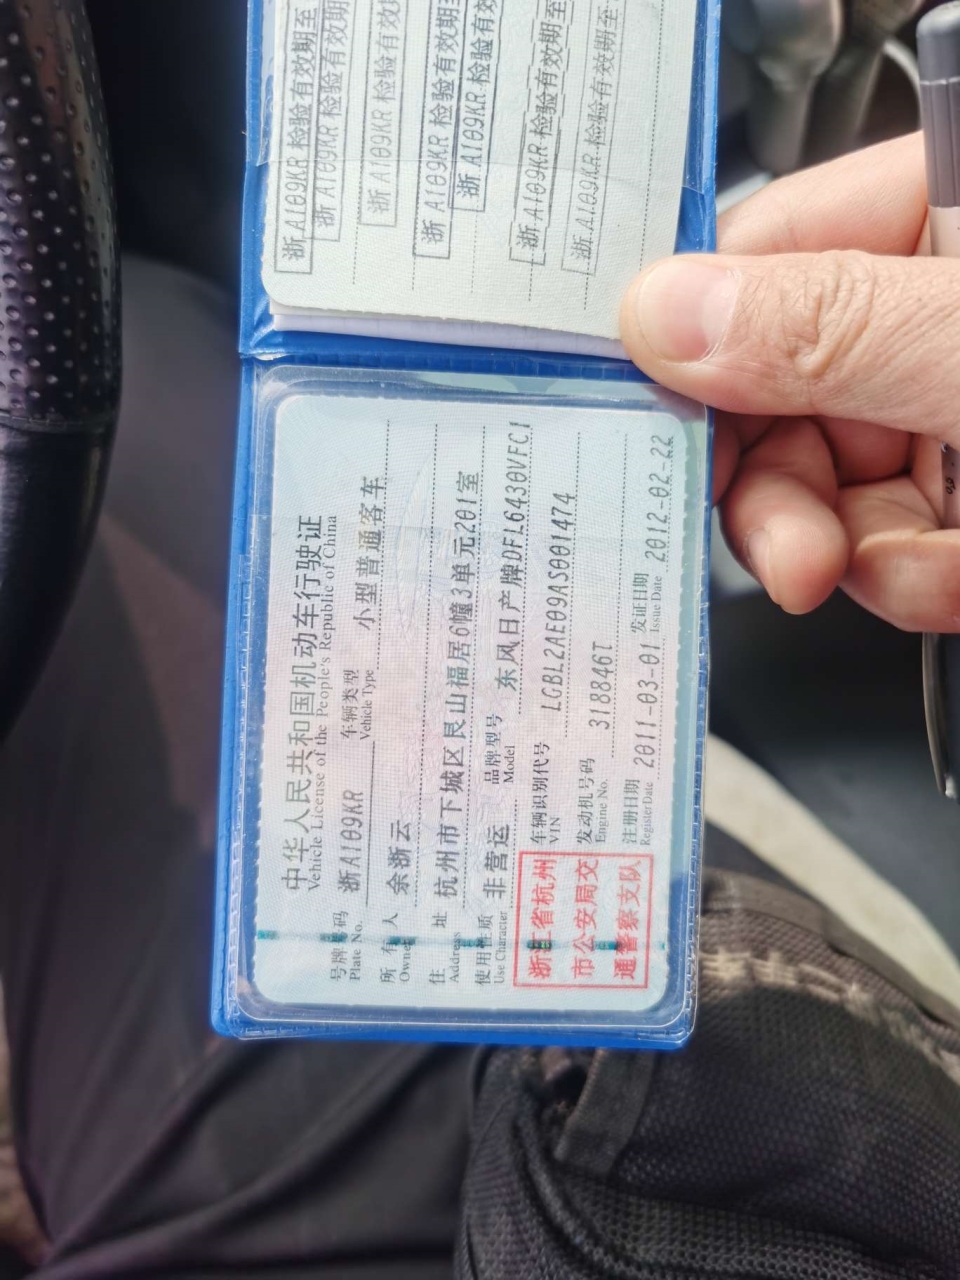 中华人民共和国机动车行驶证
Vehicle License of the People's Republic of China
号牌号码 浙A109KR 车辆类型 小型普通客车
Plate No. Vehicle Type
所有人 余浙云
Owner
住址 杭州市下城区艮山福居6幢3单元201室
Address
使用性质 非营运 品牌型号 东风日产牌DFL6430VFC1
Use Character Model
浙江省杭州
市公安局交
通警察支队
车辆识别代号 LGBL2AE09AS001474
VIN
发动机号码 318846T
Engine No.
注册日期 2011-03-01 发证日期 2012-02-22
Register Date Issue Date
浙A109KR 检验有效期至
浙A109KR 检验有效期
浙A109KR 检验有效
浙A109KR 检验有效期至
浙A109KR 检验有效
浙A109KR 检验有效期至
浙A109KR 检验有效期至